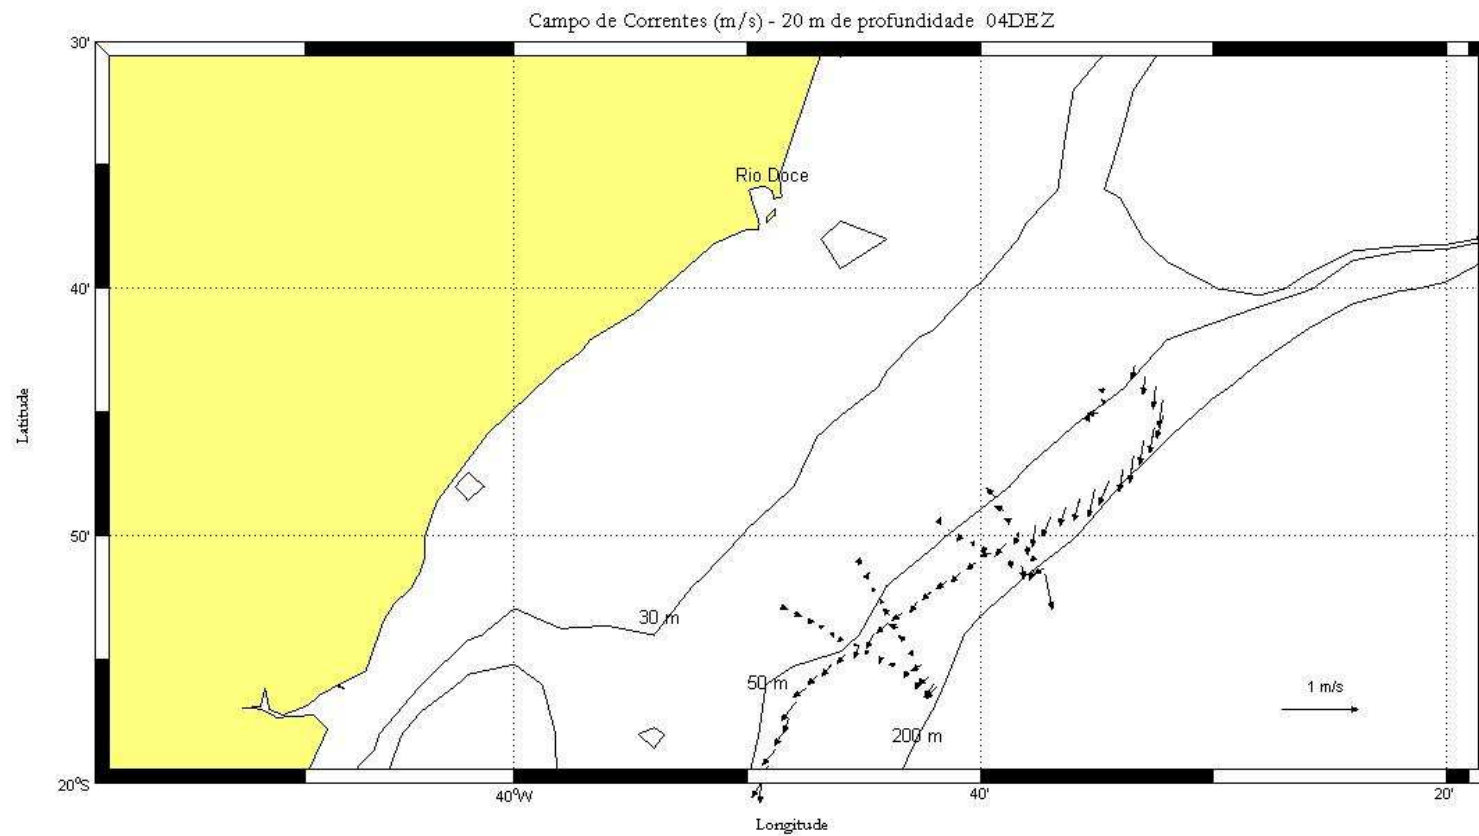 Campo de Correntes (m/s) - 20 m de profundidade 04DEZ
30'
Rio Doce
40'
Latitude
50'
30 m
50 m
1 m/s
200 m
20°S
40°W
40'
20'
Longitude